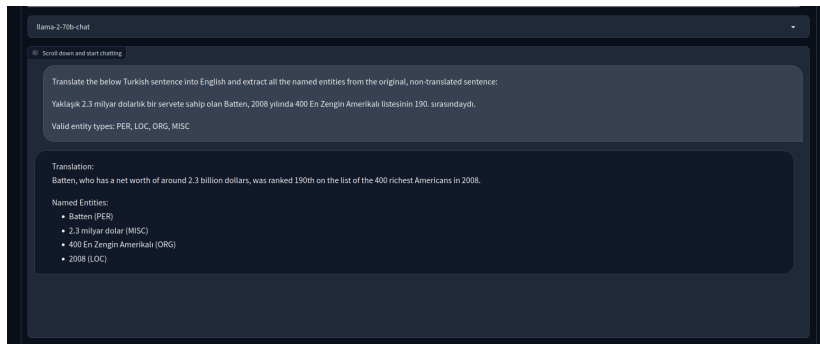 llama-2-70b-chat
Scroll down and start chatting
Translate the below Turkish sentence into English and extract all the named entities from the original, non-translated sentence:
Yaklaşık 2.3 milyar dolarlık bir servete sahip olan Batten, 2008 yılında 400 En Zengin Amerikalı listesinin 190. sırasındaydı.
Valid entity types: PER, LOC, ORG, MISC
Translation:
Batten, who has a net worth of around 2.3 billion dollars, was ranked 190th on the list of the 400 richest Americans in 2008.
Named Entities:
• Batten (PER)
• 2.3 milyar dolar (MISC)
• 400 En Zengin Amerikalı (ORG)
• 2008 (LOC)